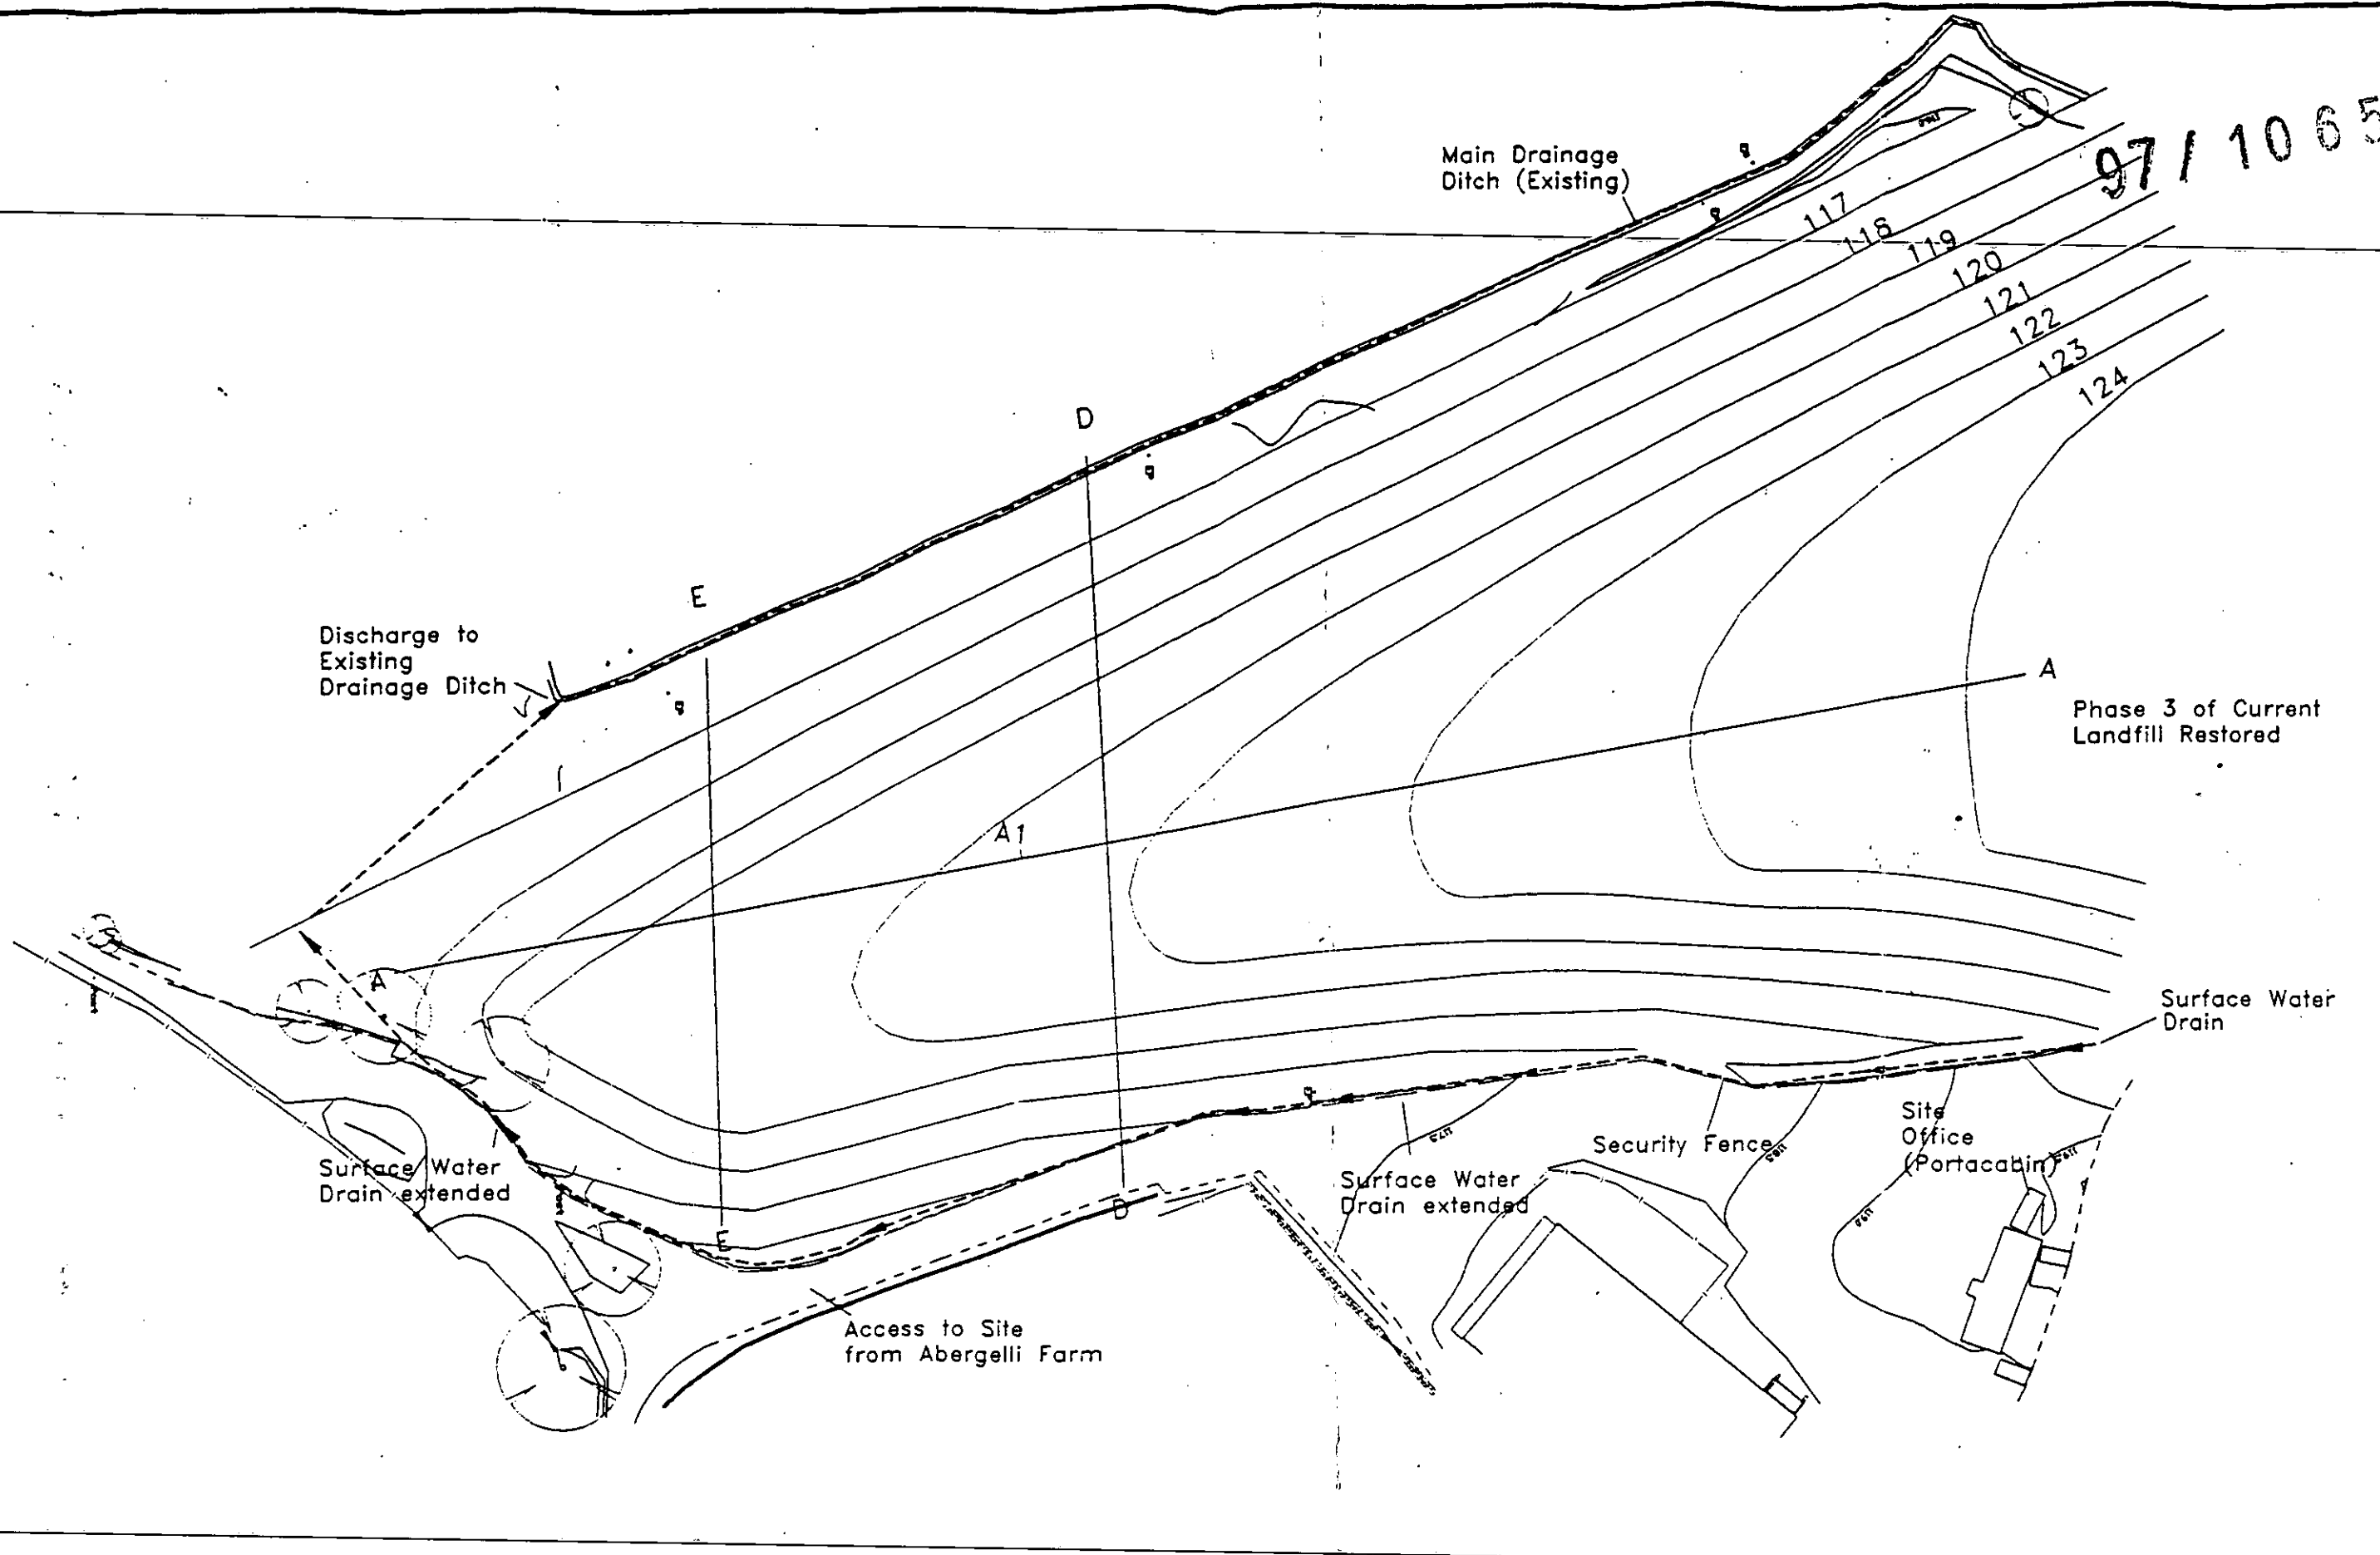 97/1065
Main Drainage
Ditch (Existing)
117
118
119
120
121
122
123
124
D
E
Discharge to
Existing
Drainage Ditch
A
Phase 3 of Current
Landfill Restored
A1
A
Surface Water
Drain
Site
Office
(Portacabin)
Security Fence
Surface Water
Drain extended
Surface Water
Drain extended
D
E
Access to Site
from Abergelli Farm